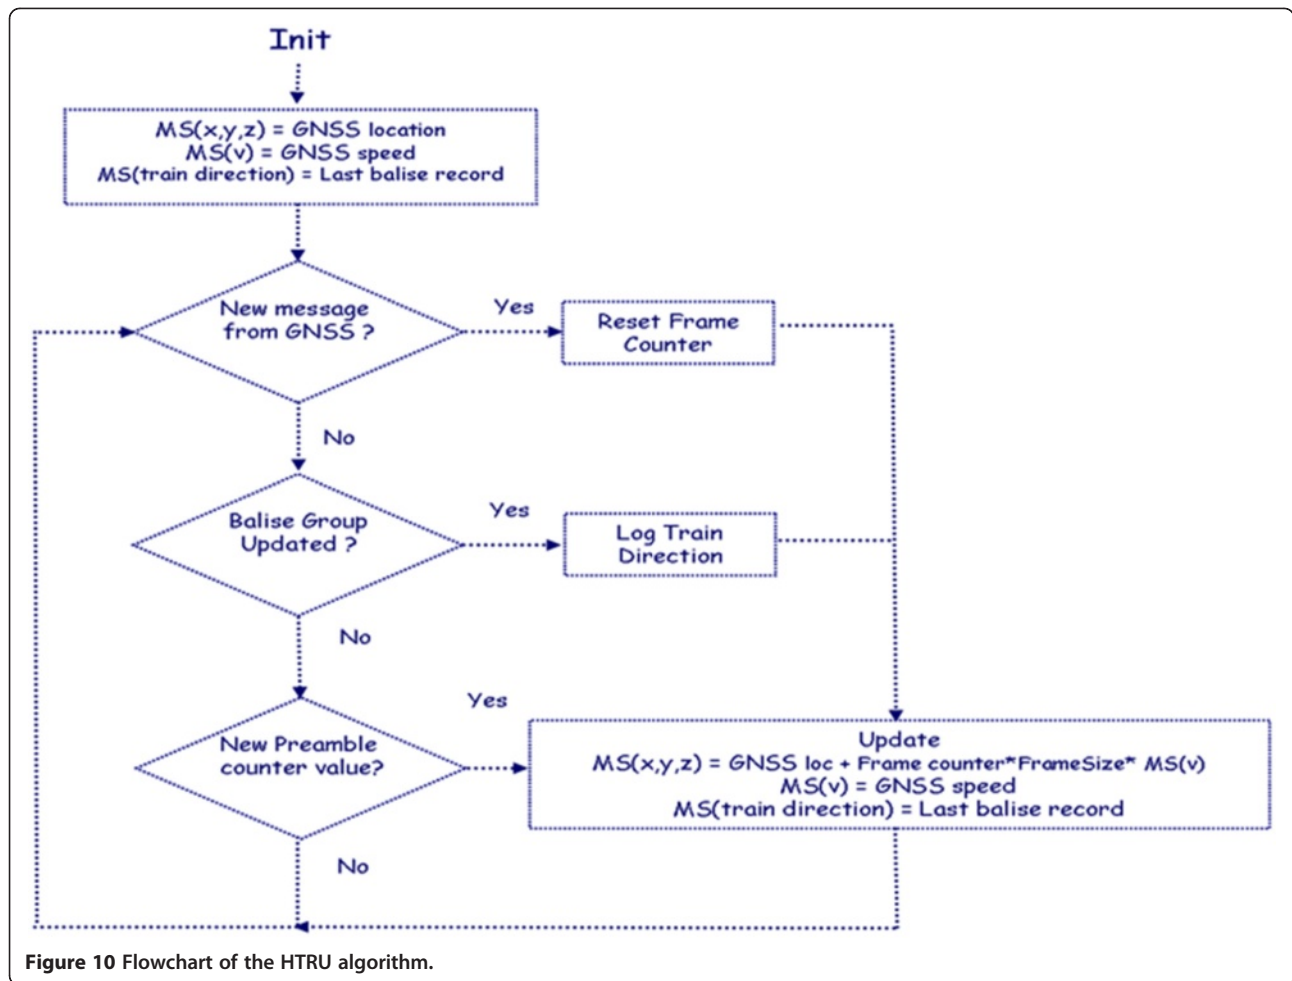 Init
MS(x,y,z) = GNSS location
MS(v) = GNSS speed
MS(train direction) = Last balise record
New message
from GNSS ?
Yes
Reset Frame
Counter
No
Balise Group
Updated ?
Yes
Log Train
Direction
No
New Preamble
counter value?
Yes
Update
MS(x,y,z) = GNSS loc + Frame counter*FrameSize* MS(v)
MS(v) = GNSS speed
MS(train direction) = Last balise record
No
Figure 10 Flowchart of the HTRU algorithm.